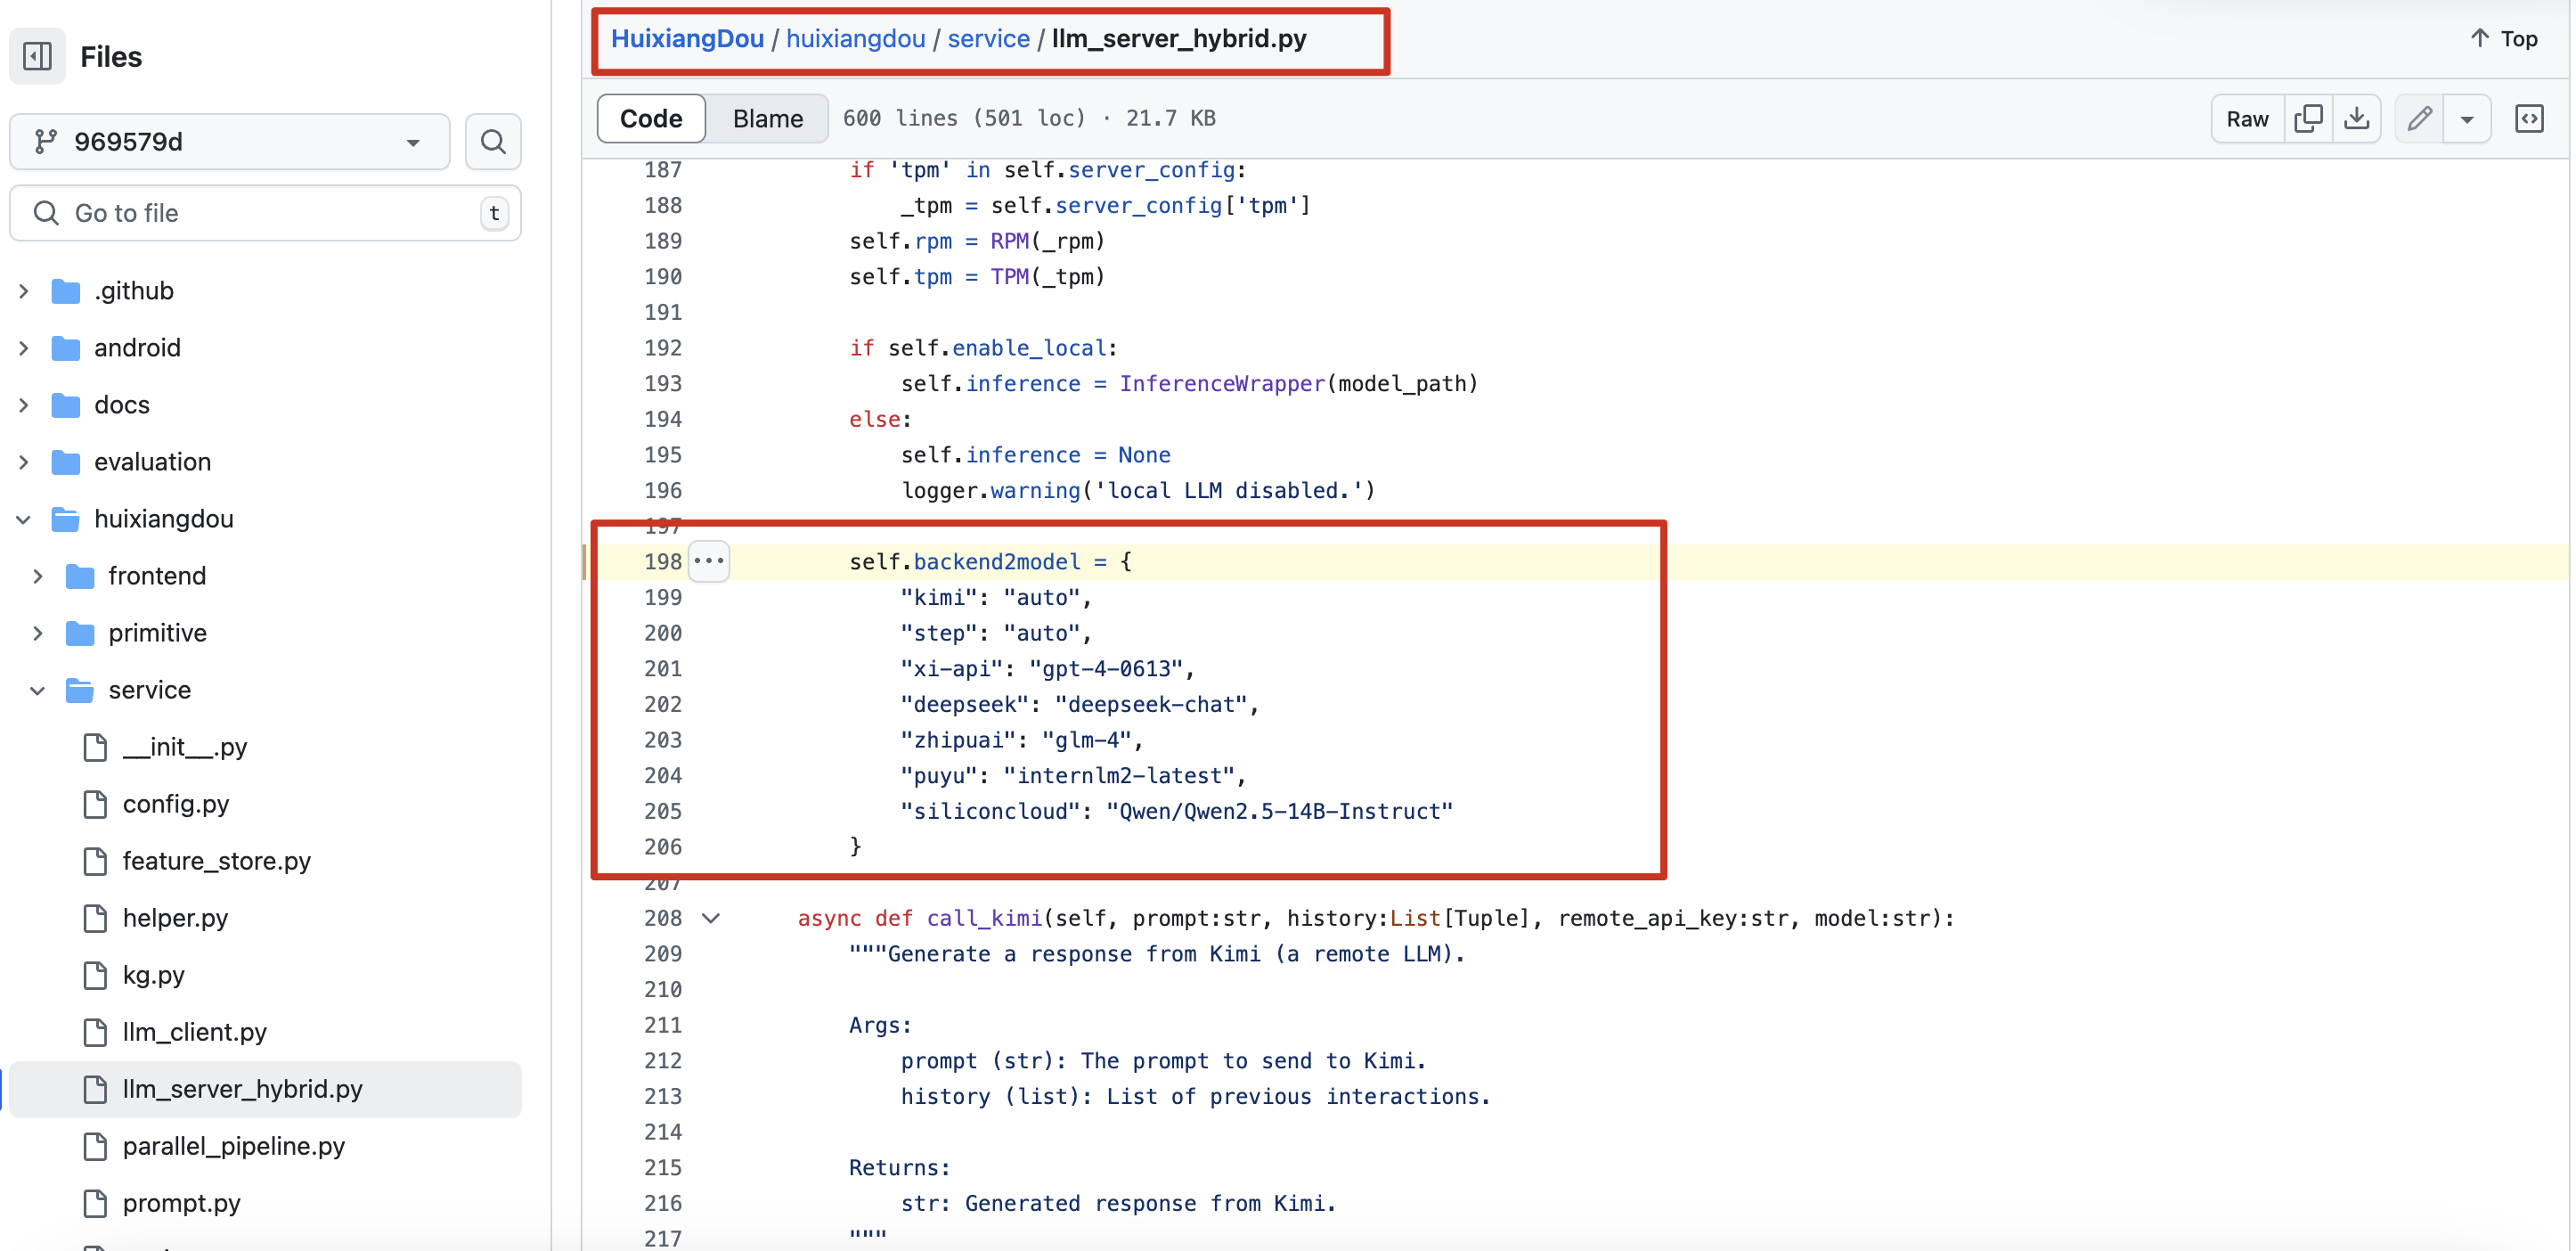 Files
969579d
Go to file
t
.github
android
docs
evaluation
huixiangdou
frontend
primitive
service
__init__.py
config.py
feature_store.py
helper.py
kg.py
llm_client.py
llm_server_hybrid.py
parallel_pipeline.py
prompt.py
HuixiangDou / huixiangdou / service / llm_server_hybrid.py
Top
Code Blame 600 lines (501 loc) · 21.7 KB Raw
187 if 'tpm' in self.server_config:
188 _tpm = self.server_config['tpm']
189 self.rpm = RPM(_rpm)
190 self.tpm = TPM(_tpm)
191
192 if self.enable_local:
193 self.inference = InferenceWrapper(model_path)
194 else:
195 self.inference = None
196 logger.warning('local LLM disabled.')
197
198 self.backend2model = {
199 "kimi": "auto",
200 "step": "auto",
201 "xi-api": "gpt-4-0613",
202 "deepseek": "deepseek-chat",
203 "zhipuai": "glm-4",
204 "puyu": "internlm2-latest",
205 "siliconcloud": "Qwen/Qwen2.5-14B-Instruct"
206 }
207
208 async def call_kimi(self, prompt:str, history:List[Tuple], remote_api_key:str, model:str):
209 """Generate a response from Kimi (a remote LLM).
210
211 Args:
212 prompt (str): The prompt to send to Kimi.
213 history (list): List of previous interactions.
214
215 Returns:
216 str: Generated response from Kimi.
217 """